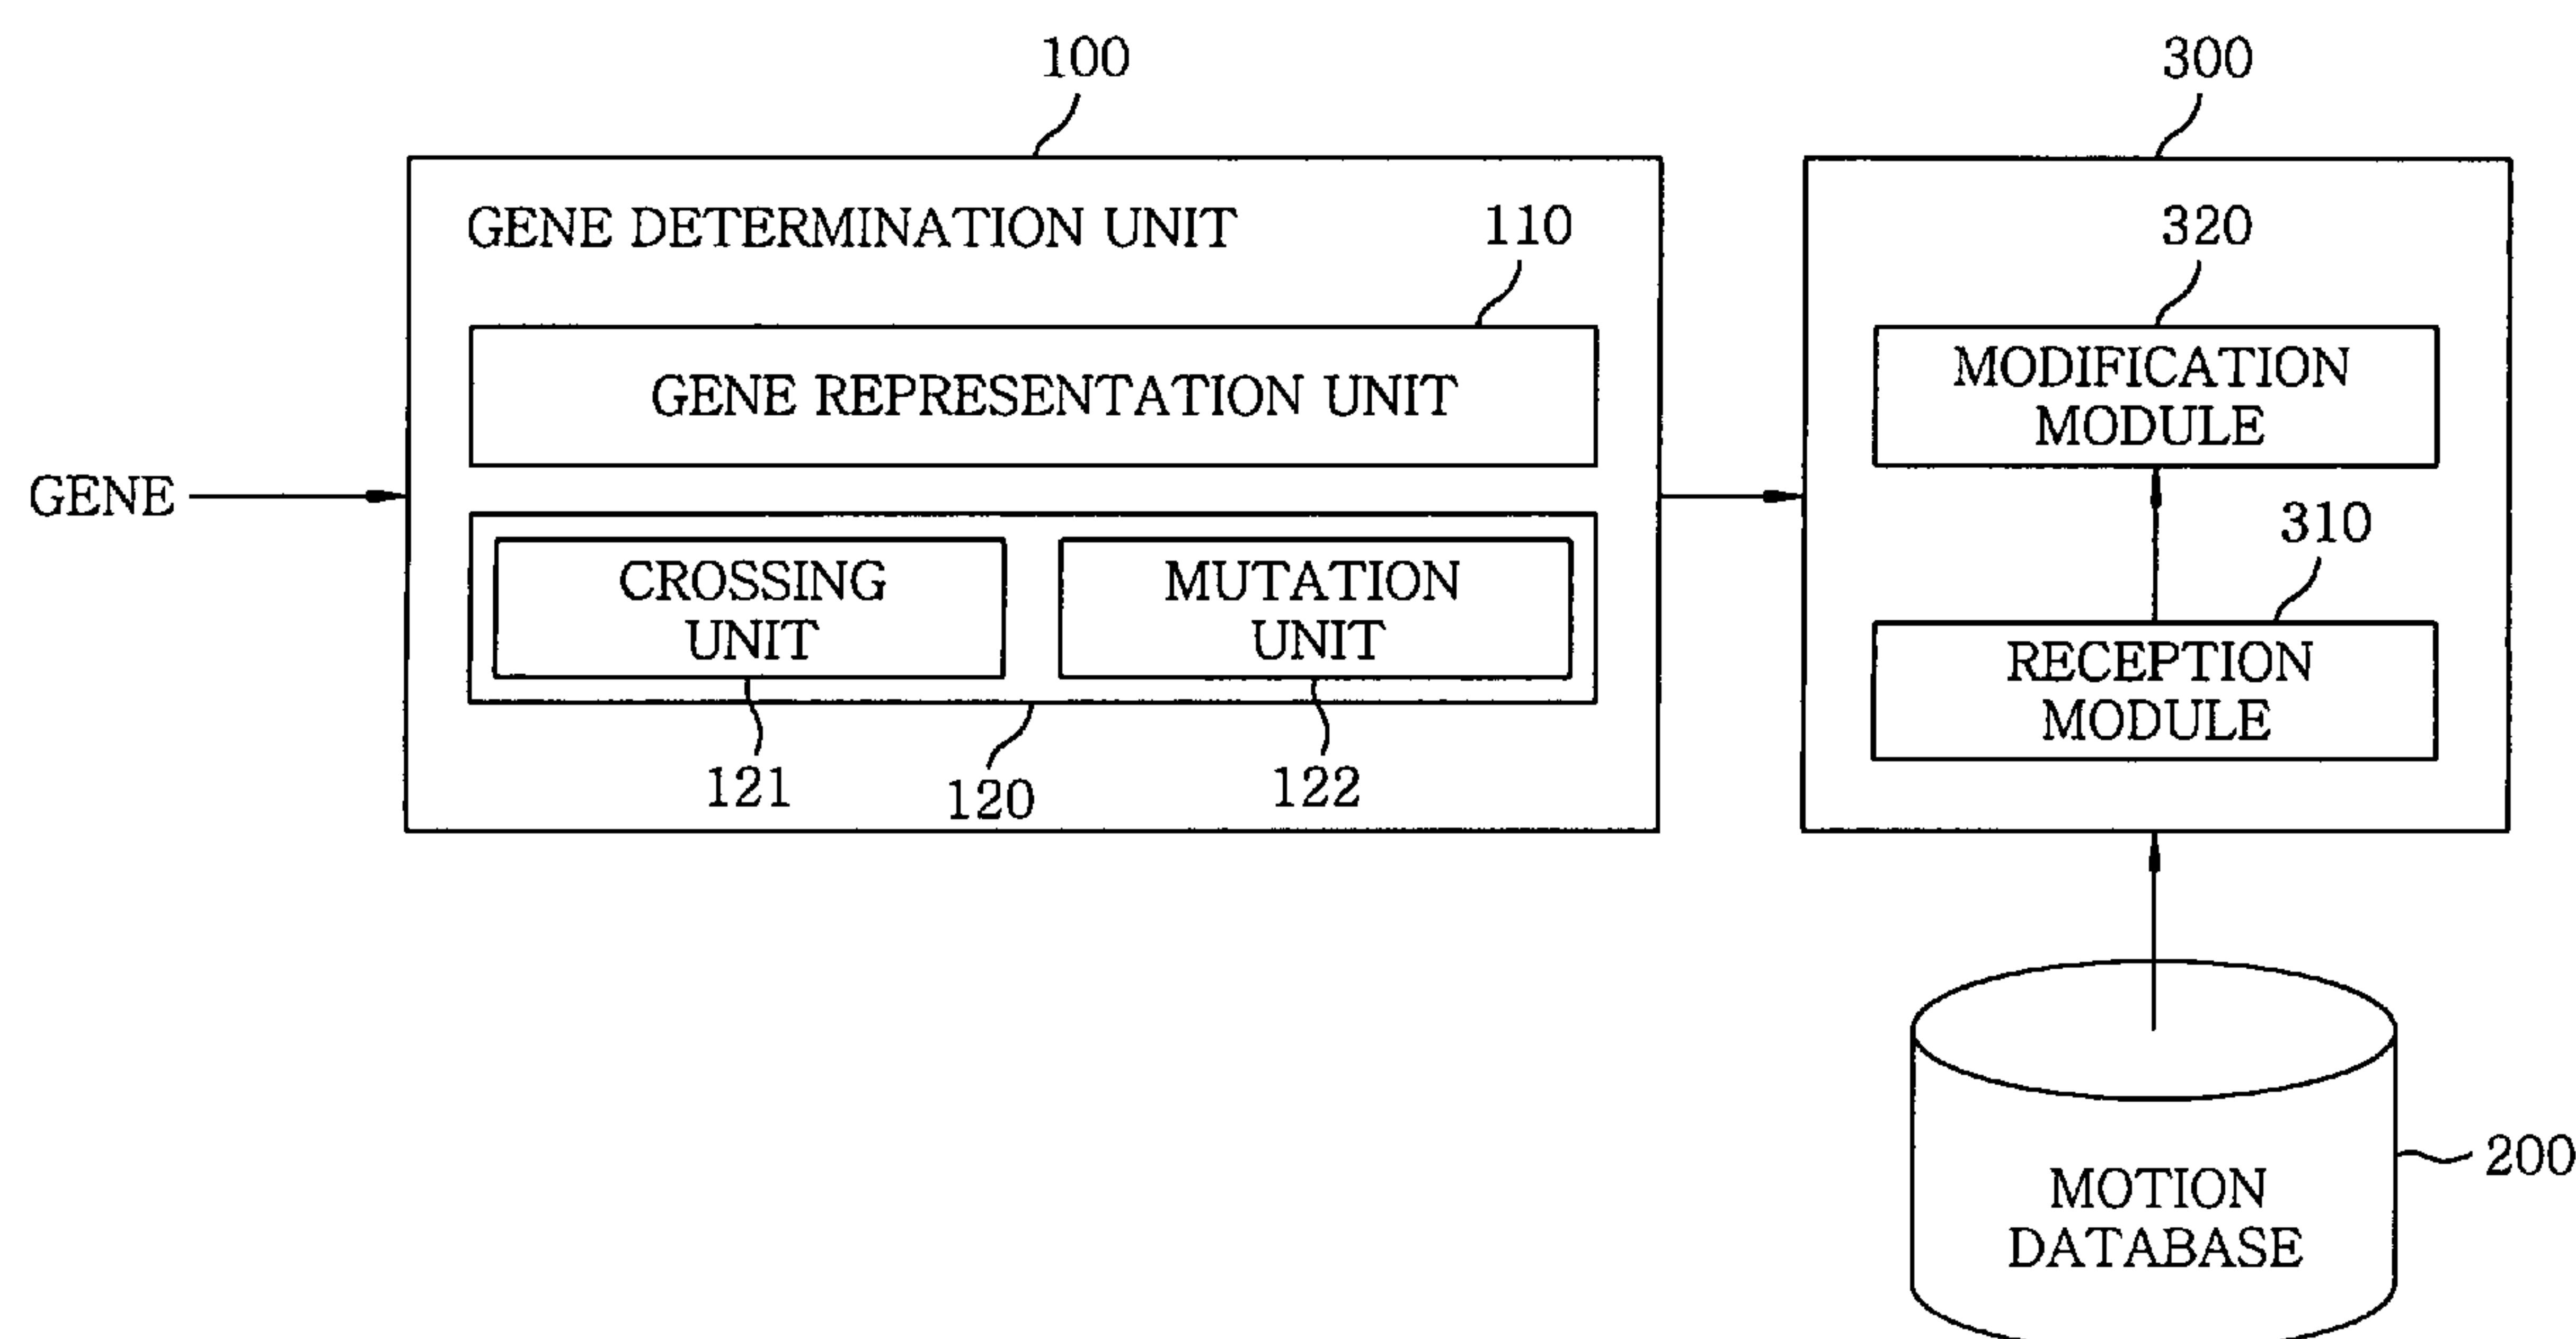 100
300
GENE DETERMINATION UNIT
110
320
GENE REPRESENTATION UNIT
MODIFICATION
MODULE
GENE
310
CROSSING
UNIT
MUTATION
UNIT
RECEPTION
MODULE
121
120
122
200
MOTION
DATABASE